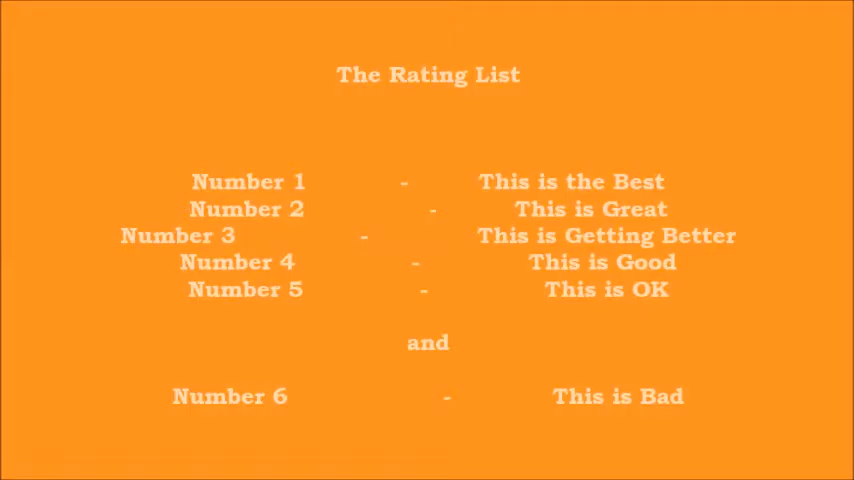 The Rating List
Number 1 - This is the Best
Number 2 - This is Great
Number 3 - This is Getting Better
Number 4 - This is Good
Number 5 - This is OK
and
Number 6 - This is Bad